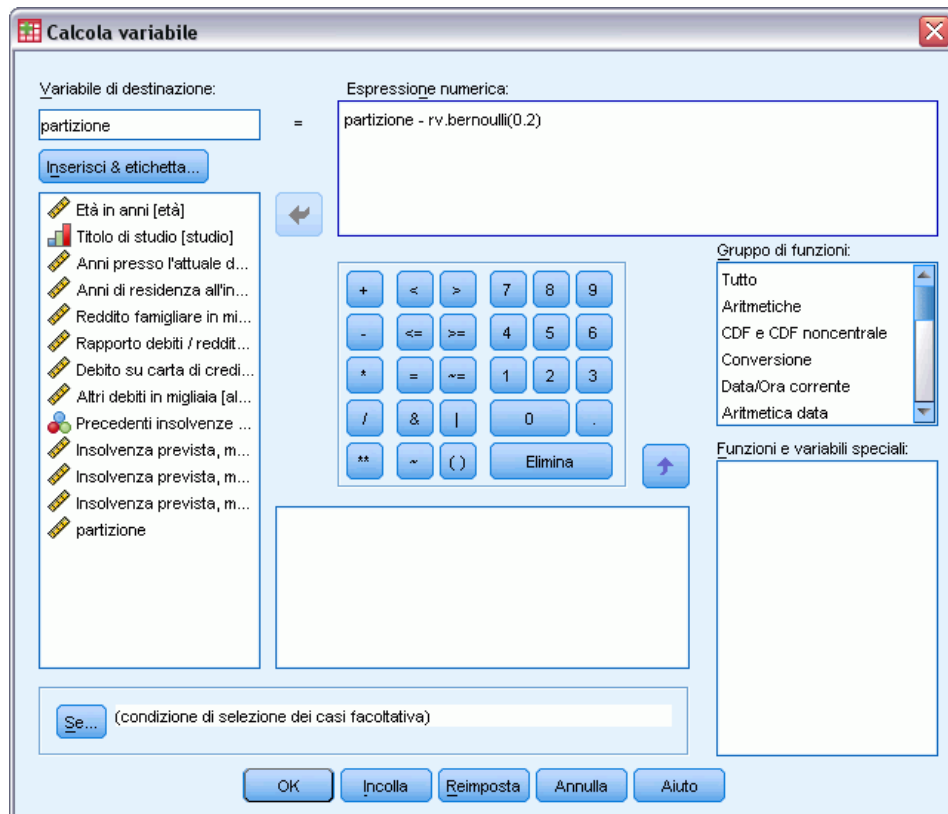 Calcola variabile
Variabile di destinazione:
partizione
=
Espressione numerica:
partizione - rv.bernoulli(0.2)
Inserisci & etichetta...
Età in anni [età]
Titolo di studio [studio]
Anni presso l'attuale d...
Anni di residenza all'in...
Reddito famigliare in mi...
Rapporto debiti / reddit...
Debito su carta di credi...
Altri debiti in migliaia [al...
Precedenti insolvenze ...
Insolvenza prevista, m...
Insolvenza prevista, m...
Insolvenza prevista, m...
partizione
+ < > 7 8 9
- <= >= 4 5 6
* = ~= 1 2 3
/ & | 0 .
** ~ ( ) Elimina
Gruppo di funzioni:
Tutto
Aritmetiche
CDF e CDF noncentrale
Conversione
Data/Ora corrente
Aritmetica data
Funzioni e variabili speciali:
Se... (condizione di selezione dei casi facoltativa)
OK Incolla Reimposta Annulla Aiuto